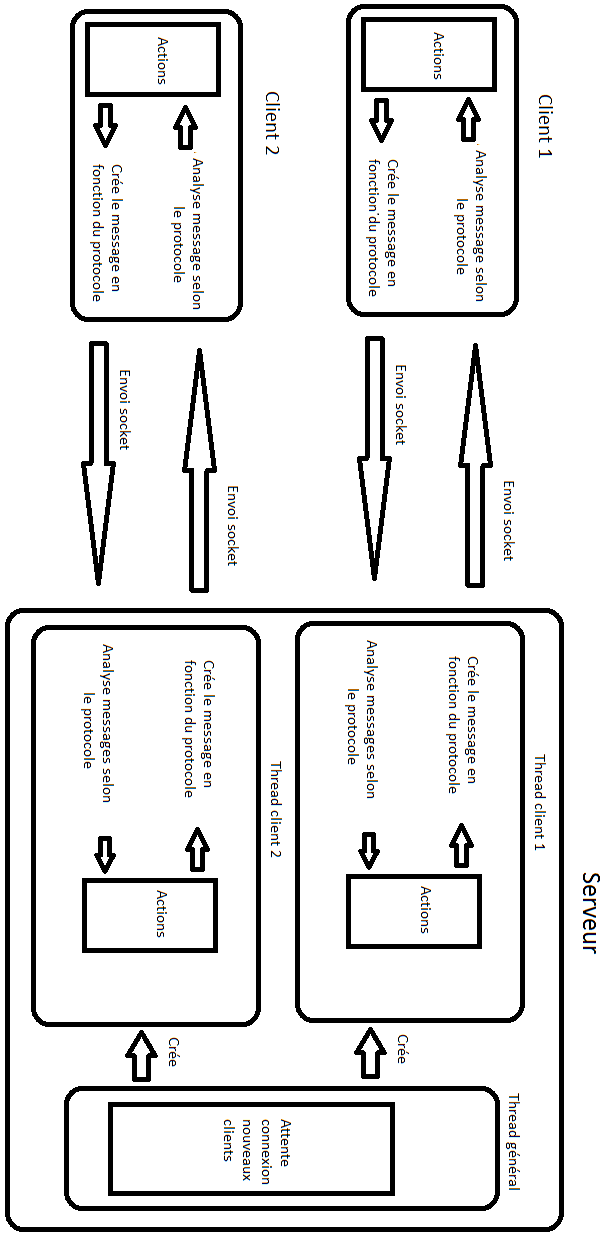 Serveur
Client 1
Actions
Analyse message selon
le protocole
Crée le message en
fonction du protocole
Envoi socket
Envoi socket
Thread client 1
Crée le message en
fonction du protocole
Analyse messages selon
le protocole
Actions
Crée
Thread général
Attente
connexion
nouveaux
clients
Client 2
Actions
Analyse message selon
le protocole
Crée le message en
fonction du protocole
Envoi socket
Envoi socket
Thread client 2
Crée le message en
fonction du protocole
Analyse messages selon
le protocole
Actions
Crée